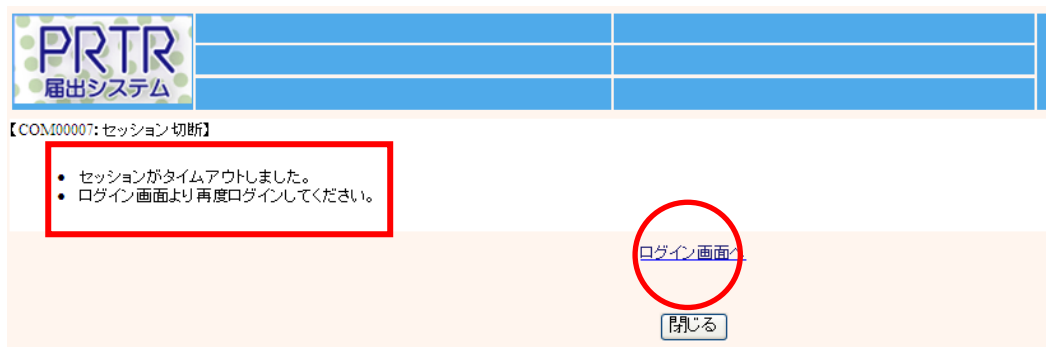 PRTR
届出システム
【COM00007:セッション切断】
• セッションがタイムアウトしました。
• ログイン画面より再度ログインしてください。
ログイン画面へ
閉じる